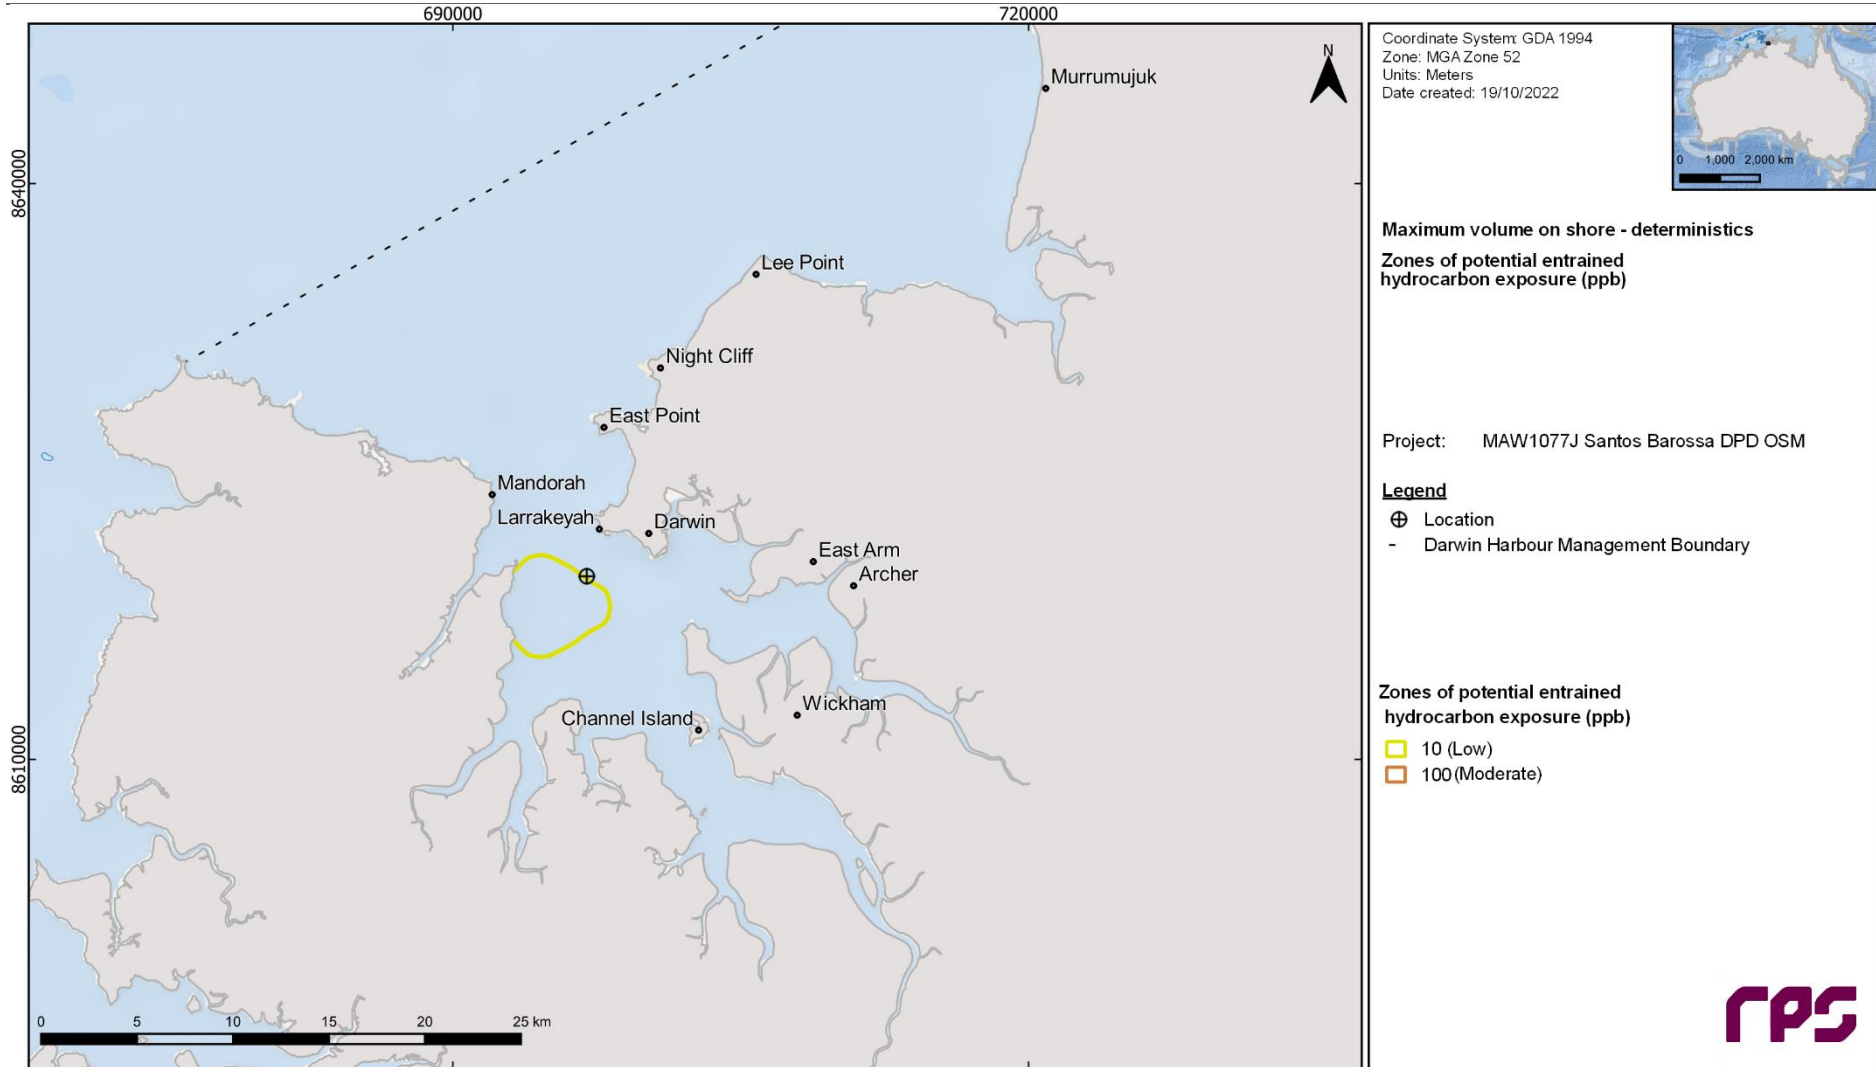 690000
720000
8640000
8610000
N
Murrumujuk
Lee Point
Night Cliff
East Point
Mandorah
Larrakeyah
Darwin
East Arm
Archer
Wickham
Channel Island
0 5 10 15 20 25 km
Coordinate System: GDA 1994
Zone: MGA Zone 52
Units: Meters
Date created: 19/10/2022
0 1,000 2,000 km
Maximum volume on shore - deterministics
Zones of potential entrained
hydrocarbon exposure (ppb)
Project: MAW1077J Santos Barossa DPD OSM
Legend
Location
- Darwin Harbour Management Boundary
Zones of potential entrained
hydrocarbon exposure (ppb)
10 (Low)
100 (Moderate)
rps